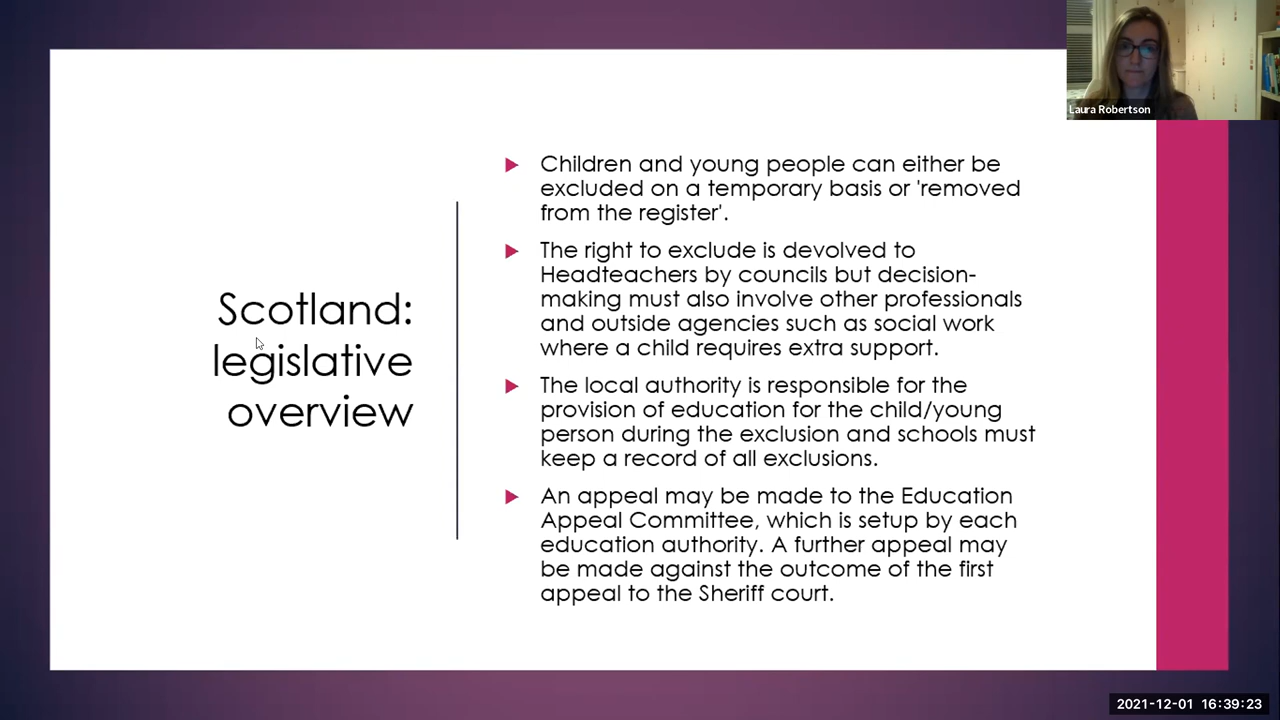 Laura Robertson
Scotland:
legislative
overview
Children and young people can either be
excluded on a temporary basis or 'removed
from the register'.
The right to exclude is devolved to
Headteachers by councils but decision-
making must also involve other professionals
and outside agencies such as social work
where a child requires extra support.
The local authority is responsible for the
provision of education for the child/young
person during the exclusion and schools must
keep a record of all exclusions.
An appeal may be made to the Education
Appeal Committee, which is setup by each
education authority. A further appeal may
be made against the outcome of the first
appeal to the Sheriff court.
2021-12-01 16:39:23